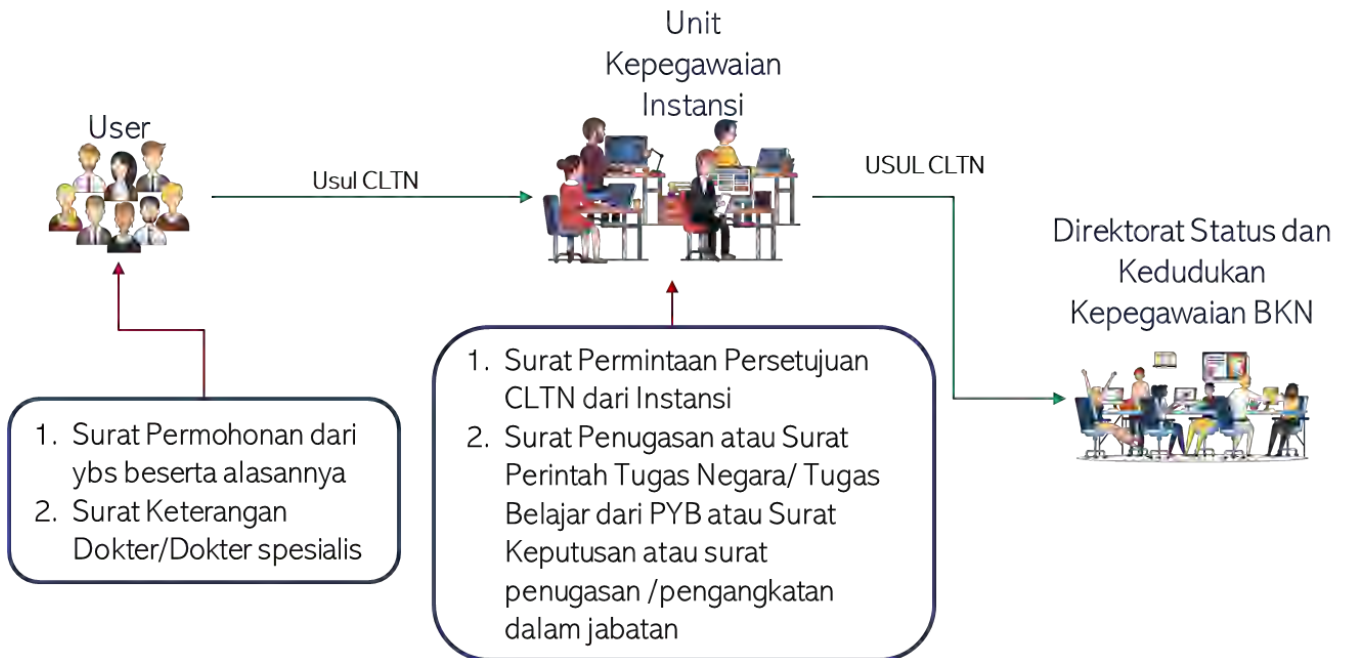 Unit
Kepegawaian
Instansi
User
Usul CLTN
USUL CLTN
Direktorat Status dan
Kedudukan
Kepegawaian BKN
1. Surat Permohonan dari
ybs beserta alasannya
2. Surat Keterangan
Dokter/Dokter spesialis
1. Surat Permintaan Persetujuan
CLTN dari Instansi
2. Surat Penugasan atau Surat
Perintah Tugas Negara/ Tugas
Belajar dari PYB atau Surat
Keputusan atau surat
penugasan /pengangkatan
dalam jabatan